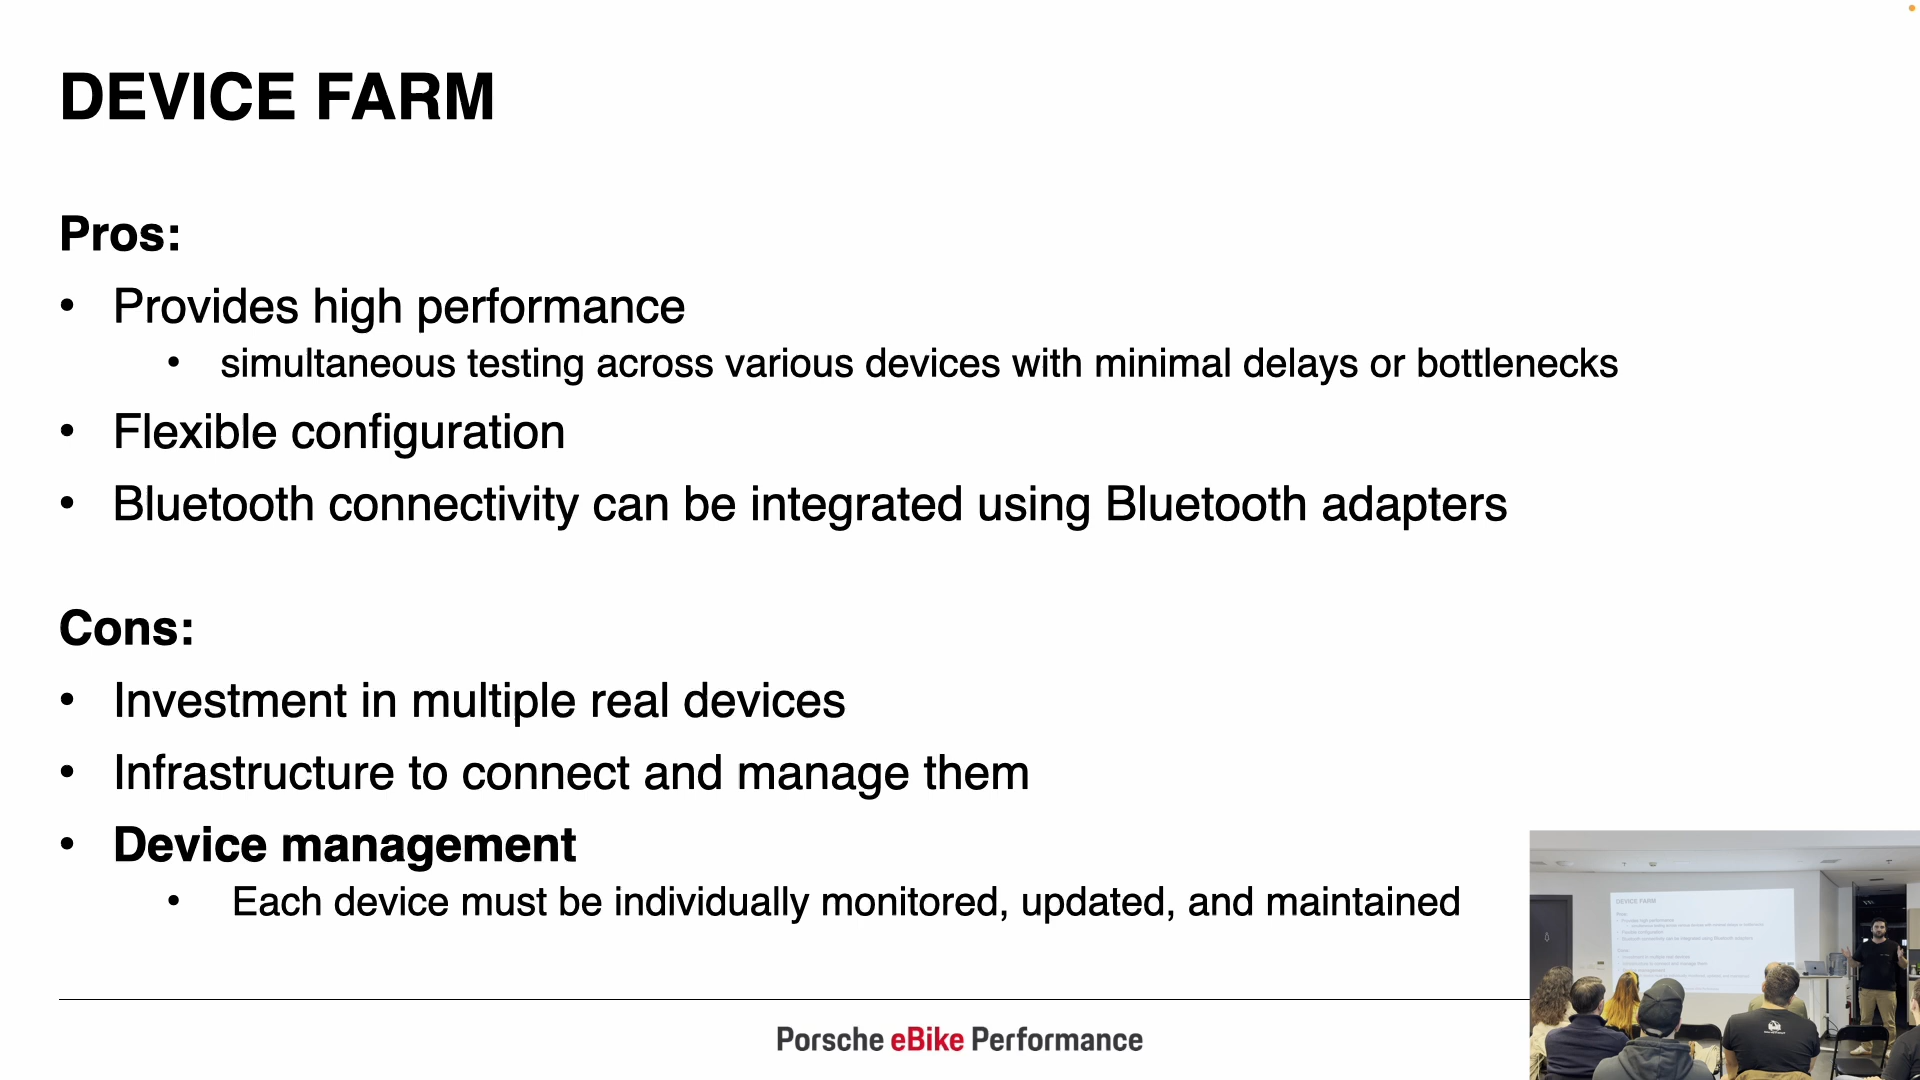 DEVICE FARM
Pros:
• Provides high performance
• simultaneous testing across various devices with minimal delays or bottlenecks
• Flexible configuration
• Bluetooth connectivity can be integrated using Bluetooth adapters
Cons:
• Investment in multiple real devices
• Infrastructure to connect and manage them
• Device management
• Each device must be individually monitored, updated, and maintained
Porsche eBike Performance
DEVICE FARM